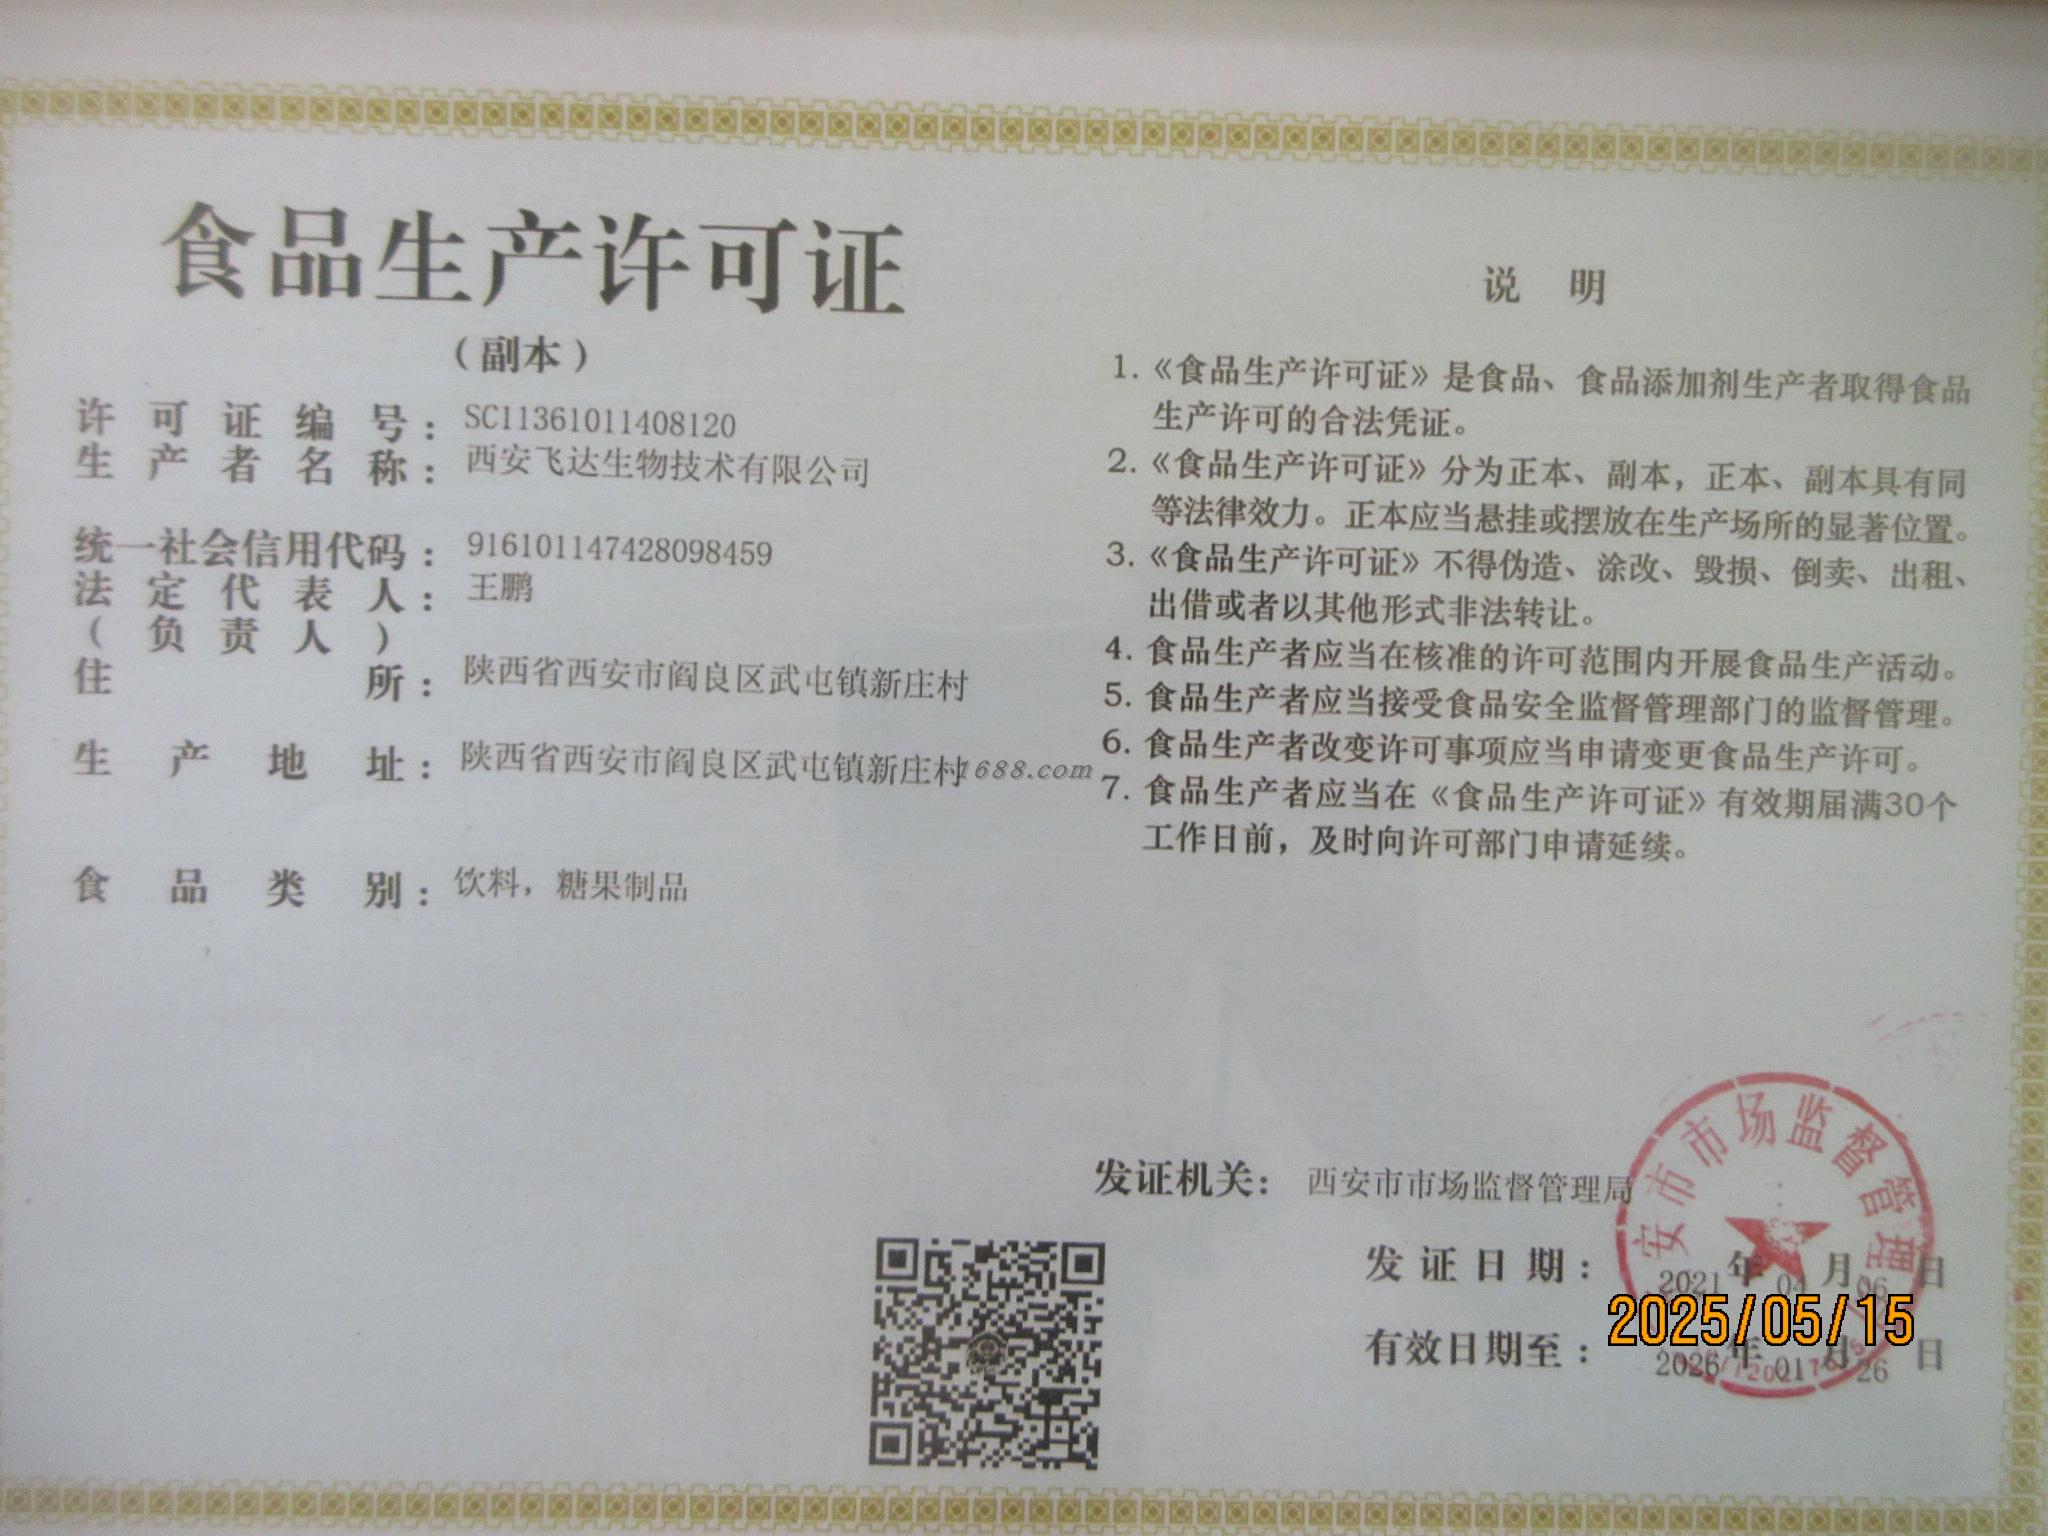 食品生产许可证
（副本）
许可证编号：SC11361011408120
生产者名称：西安飞达生物技术有限公司
统一社会信用代码：916101147428098459
法定代表人：王鹏
（负责人）
住所：陕西省西安市阎良区武屯镇新庄村
生产地址：陕西省西安市阎良区武屯镇新庄村
1688.com
食品类别：饮料，糖果制品
说明
1.《食品生产许可证》是食品、食品添加剂生产者取得食品
生产许可的合法凭证。
2.《食品生产许可证》分为正本、副本，正本、副本具有同
等法律效力。正本应当悬挂或摆放在生产场所的显著位置。
3.《食品生产许可证》不得伪造、涂改、毁损、倒卖、出租、
出借或者以其他形式非法转让。
4. 食品生产者应当在核准的许可范围内开展食品生产活动。
5. 食品生产者应当接受食品安全监督管理部门的监督管理。
6. 食品生产者改变许可事项应当申请变更食品生产许可。
7. 食品生产者应当在《食品生产许可证》有效期届满30个
工作日前，及时向许可部门申请延续。
发证机关：西安市市场监督管理局
安市市场监督管理
发证日期：2021年04月06日
2025/05/15
有效日期至：2026年01月26日